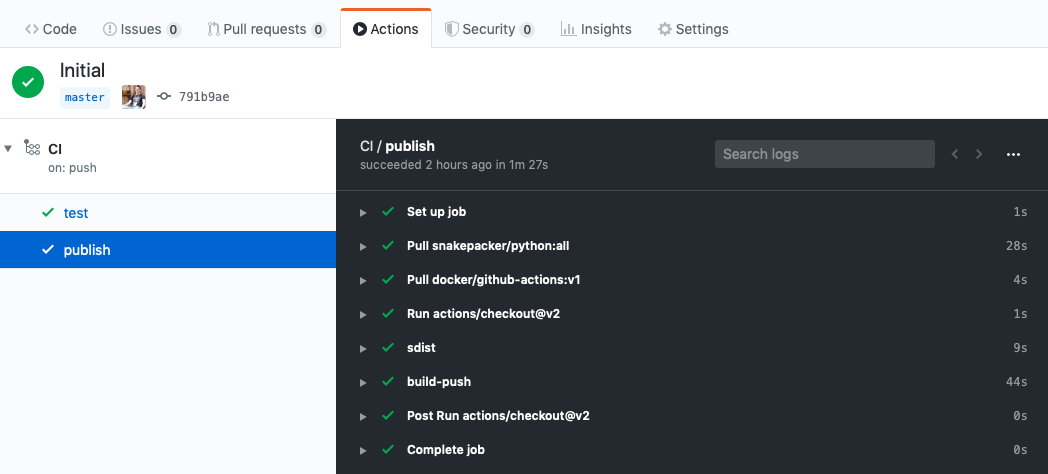 Code Issues 0 Pull requests 0 Actions Security 0 Insights Settings
Initial
master 791b9ae
CI
on: push
test
publish
CI / publish
succeeded 2 hours ago in 1m 27s
Search logs
Set up job 1s
Pull snakepacker/python:all 28s
Pull docker/github-actions:v1 4s
Run actions/checkout@v2 1s
sdist 9s
build-push 44s
Post Run actions/checkout@v2 0s
Complete job 0s